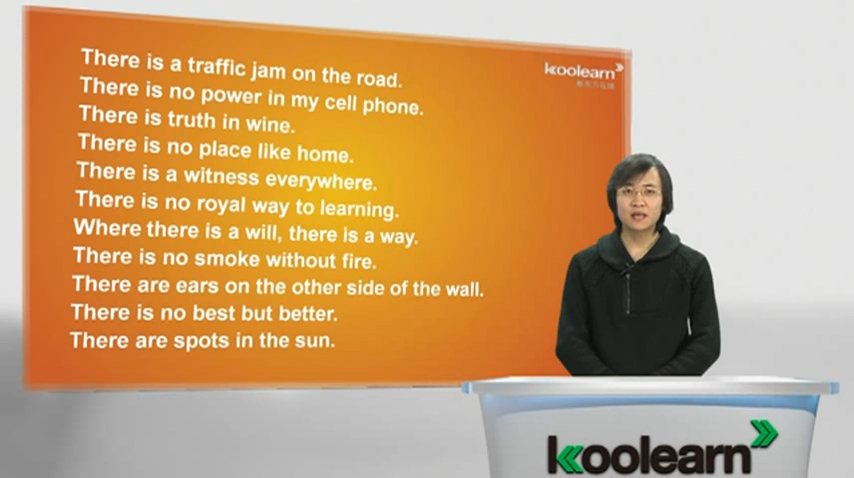 There is a traffic jam on the road.
There is no power in my cell phone.
There is truth in wine.
There is no place like home.
There is a witness everywhere.
There is no royal way to learning.
Where there is a will, there is a way.
There is no smoke without fire.
There are ears on the other side of the wall.
There is no best but better.
There are spots in the sun.
koolearn
koolearn